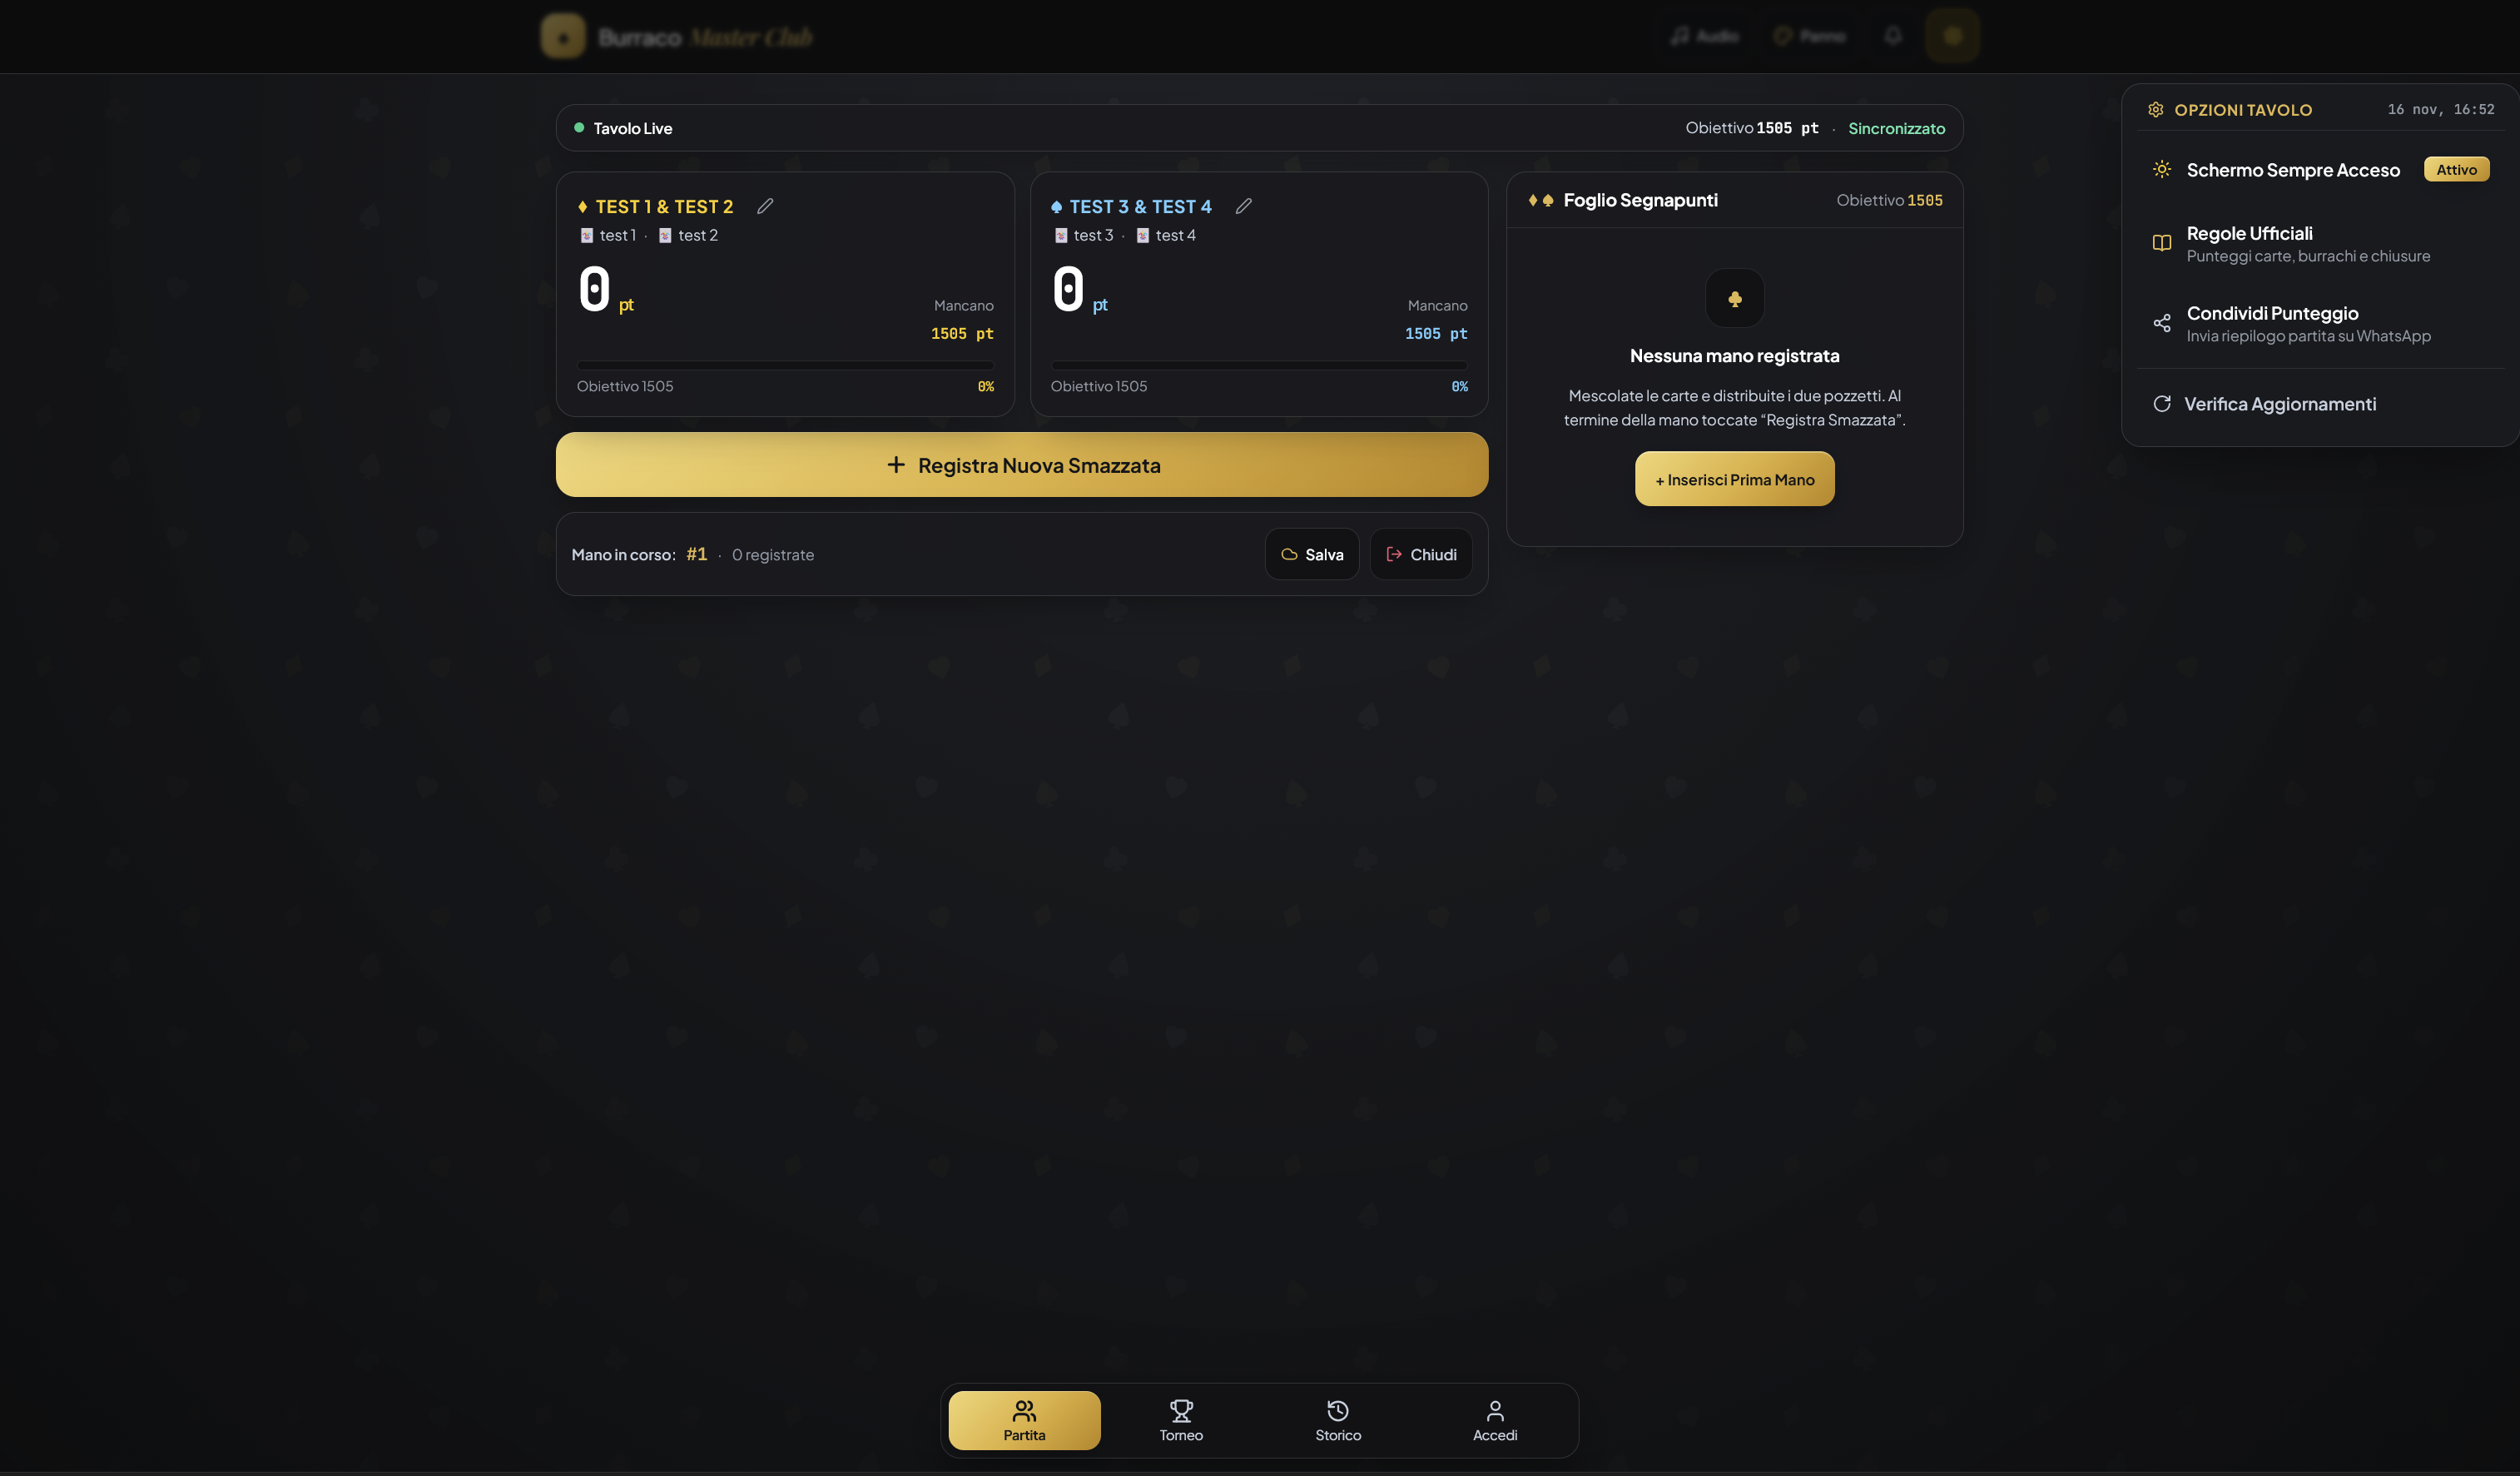 Burraco Master Club
Audio
Panno
Tavolo Live
Obiettivo 1505 pt · Sincronizzato
TEST 1 & TEST 2
test 1 · test 2
0 pt
Mancano
1505 pt
Obiettivo 1505
0%
TEST 3 & TEST 4
test 3 · test 4
0 pt
Mancano
1505 pt
Obiettivo 1505
0%
+ Registra Nuova Smazzata
Mano in corso: #1 · 0 registrate
Salva
Chiudi
Foglio Segnapunti
Obiettivo 1505
Nessuna mano registrata
Mescolate le carte e distribuite i due pozzetti. Al
termine della mano toccate “Registra Smazzata”.
+ Inserisci Prima Mano
OPZIONI TAVOLO
16 nov, 16:52
Schermo Sempre Acceso
Attivo
Regole Ufficiali
Punteggi carte, burrachi e chiusure
Condividi Punteggio
Invia riepilogo partita su WhatsApp
Verifica Aggiornamenti
Partita
Torneo
Storico
Accedi